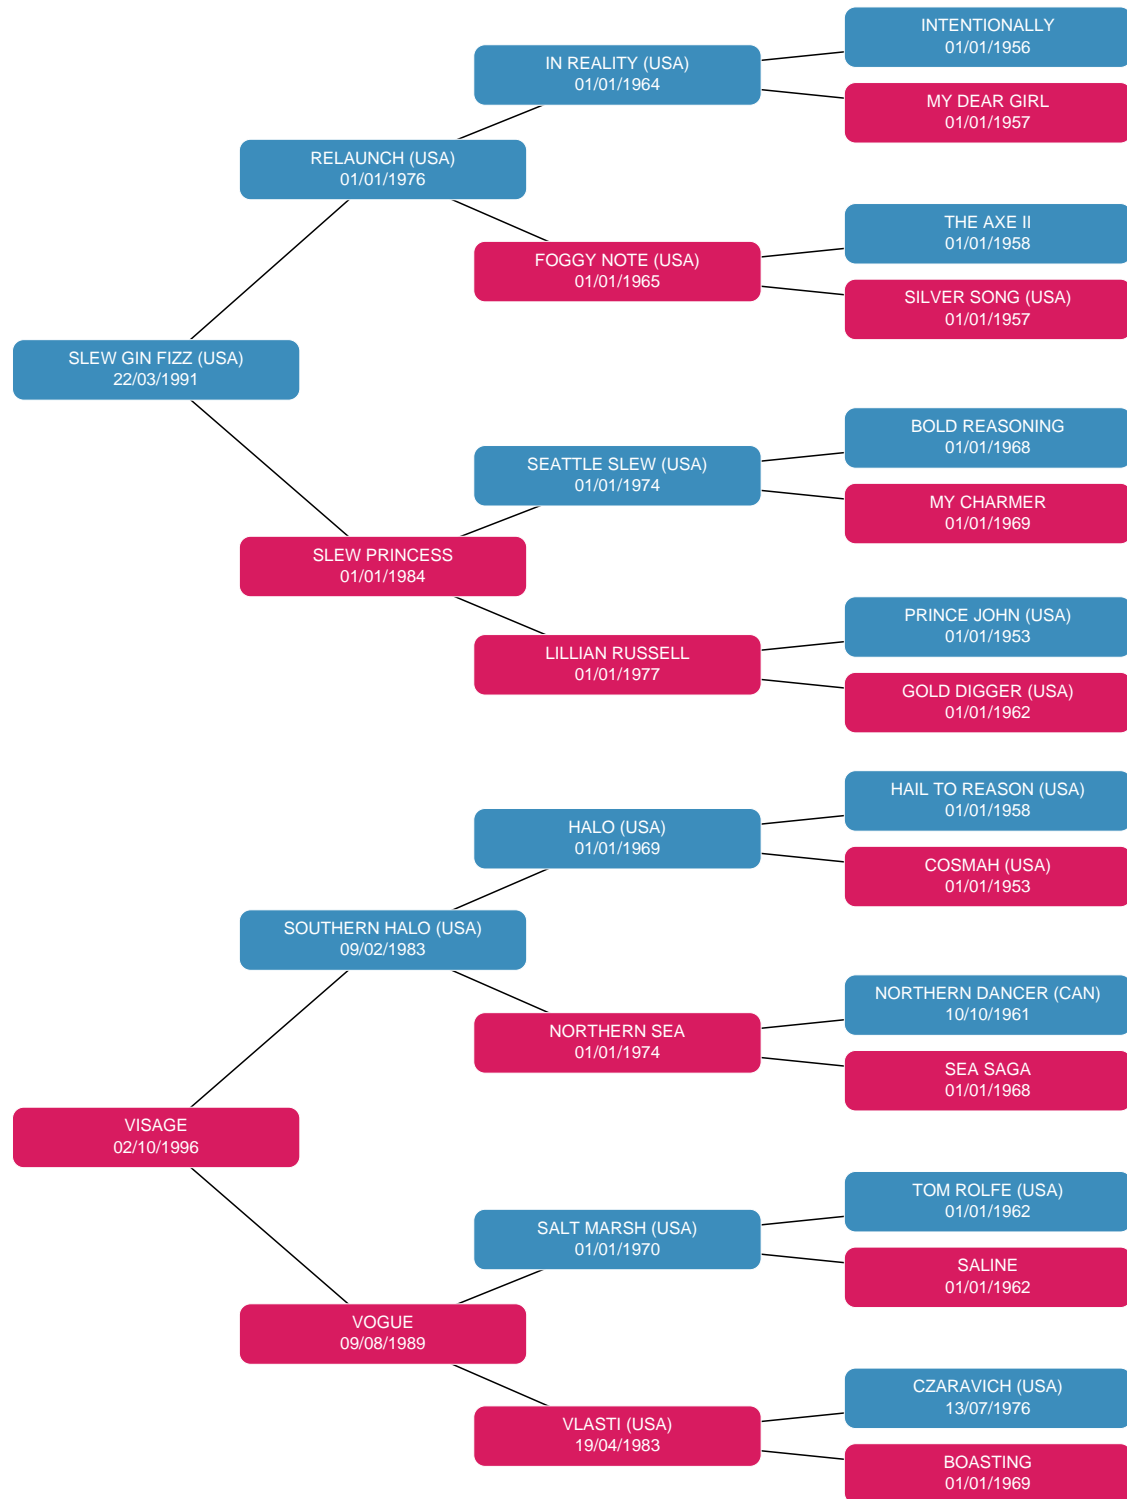 INTENTIONALLY
01/01/1956
IN REALITY (USA)
01/01/1964
MY DEAR GIRL
01/01/1957
RELAUNCH (USA)
01/01/1976
THE AXE II
01/01/1958
FOGGY NOTE (USA)
01/01/1965
SILVER SONG (USA)
01/01/1957
SLEW GIN FIZZ (USA)
22/03/1991
BOLD REASONING
01/01/1968
SEATTLE SLEW (USA)
01/01/1974
MY CHARMER
01/01/1969
SLEW PRINCESS
01/01/1984
PRINCE JOHN (USA)
01/01/1953
LILLIAN RUSSELL
01/01/1977
GOLD DIGGER (USA)
01/01/1962
HAIL TO REASON (USA)
01/01/1958
HALO (USA)
01/01/1969
COSMAH (USA)
01/01/1953
SOUTHERN HALO (USA)
09/02/1983
NORTHERN DANCER (CAN)
10/10/1961
NORTHERN SEA
01/01/1974
SEA SAGA
01/01/1968
VISAGE
02/10/1996
TOM ROLFE (USA)
01/01/1962
SALT MARSH (USA)
01/01/1970
SALINE
01/01/1962
VOGUE
09/08/1989
CZARAVICH (USA)
13/07/1976
VLASTI (USA)
19/04/1983
BOASTING
01/01/1969